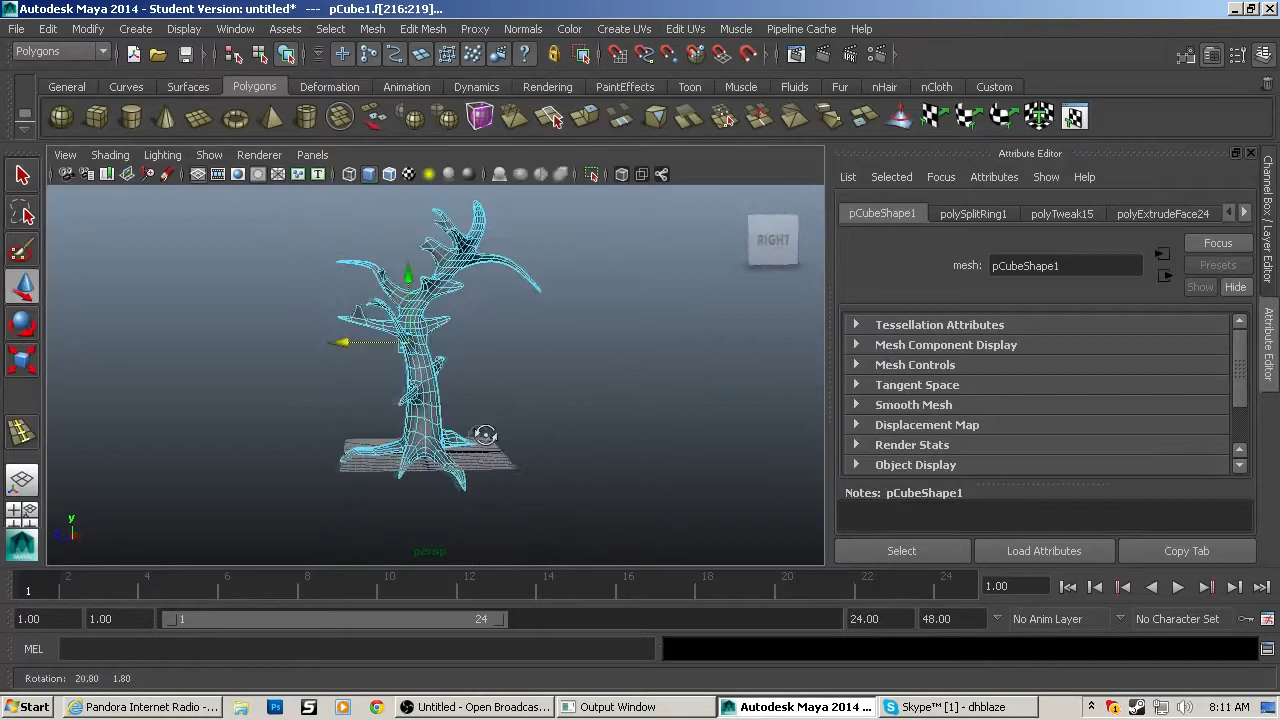 Autodesk Maya 2014 - Student Version: untitled* --- pCube1.f[216:219]...
File Edit Modify Create Display Window Assets Select Mesh Edit Mesh Proxy Normals Color Create UVs Edit UVs Muscle Pipeline Cache Help
Polygons
General Curves Surfaces Polygons Deformation Animation Dynamics Rendering PaintEffects Toon Muscle Fluids Fur nHair nCloth Custom
View Shading Lighting Show Renderer Panels
Attribute Editor
List Selected Focus Attributes Show Help
pCubeShape1 polySplitRing1 polyTweak15 polyExtrudeFace24
Focus
mesh: pCubeShape1
Presets
Show Hide
RIGHT
Tessellation Attributes
Mesh Component Display
Mesh Controls
Tangent Space
Smooth Mesh
Displacement Map
Render Stats
Object Display
Notes: pCubeShape1
Select Load Attributes Copy Tab
Channel Box / Layer Editor
Attribute Editor
y
persp
2 4 6 8 10 12 14 16 18 20 22 24
1
1.00
1.00 1.00 1 24 24.00 48.00 No Anim Layer No Character Set
MEL
Rotation: 20.80 1.80
Start Pandora Internet Radio -... Untitled - Open Broadcas... Output Window Autodesk Maya 2014 ... Skype™ [1] - dhblaze 8:11 AM